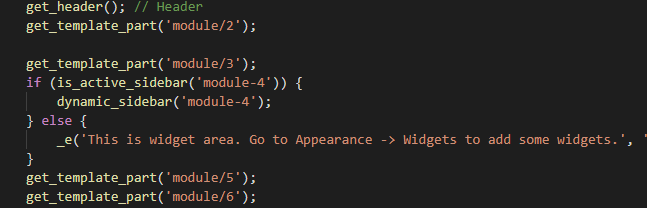 get_header(); // Header
get_template_part('module/2');
get_template_part('module/3');
if (is_active_sidebar('module-4')) {
dynamic_sidebar('module-4');
} else {
_e('This is widget area. Go to Appearance -> Widgets to add some widgets.', '
}
get_template_part('module/5');
get_template_part('module/6');